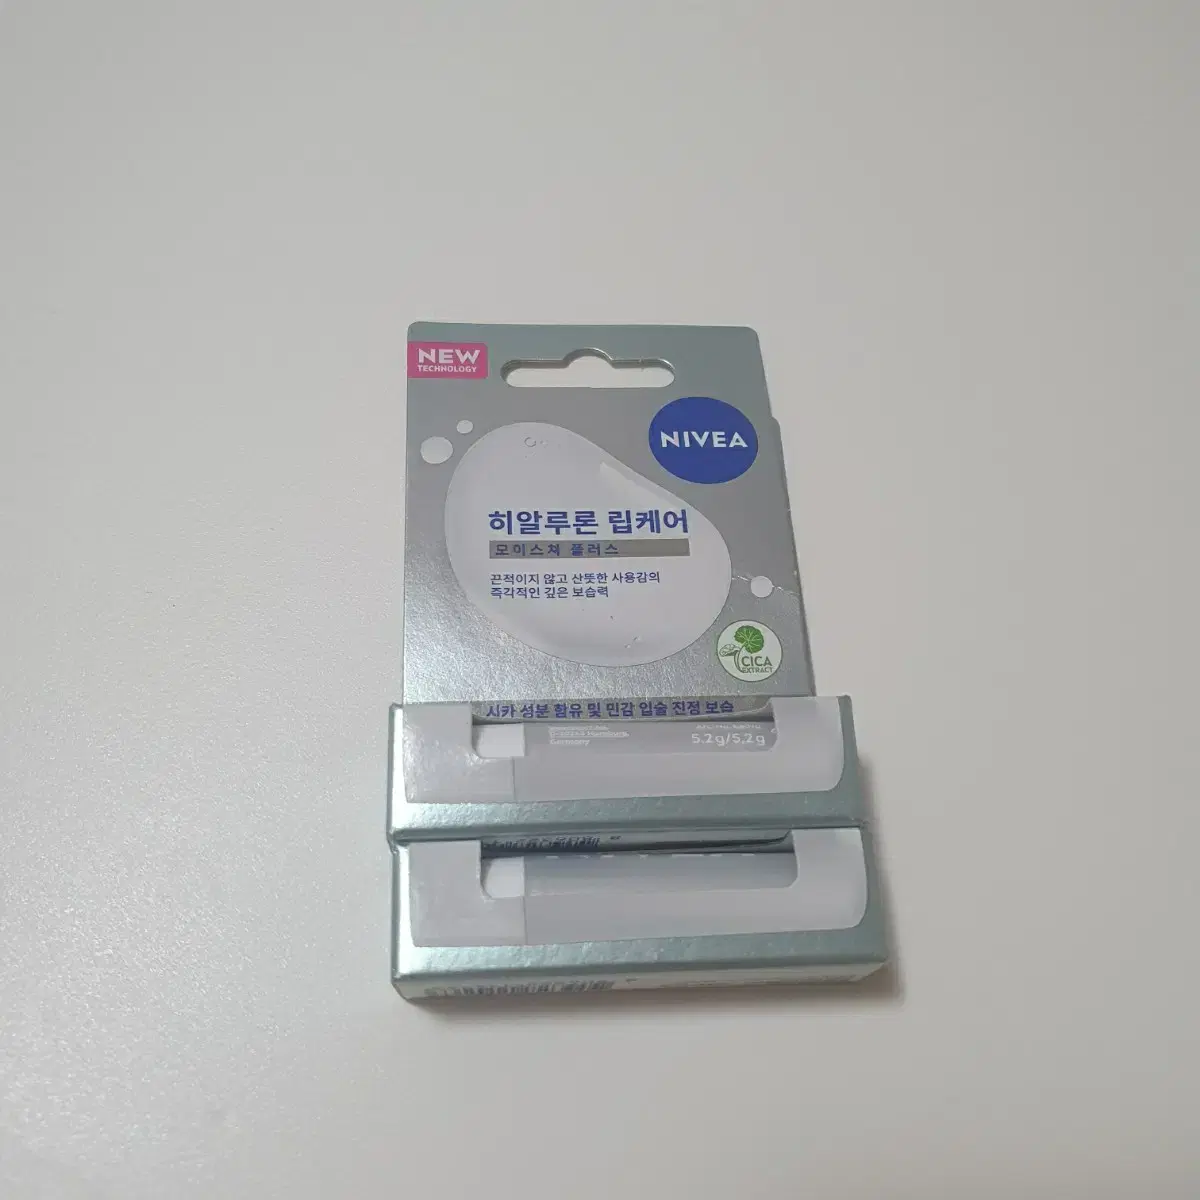 NEW
TECHNOLOGY
NIVEA
히알루론 립케어
모이스쳐 플러스
끈적이지 않고 산뜻한 사용감의
즉각적인 깊은 보습력
CICA
EXTRACT
시카 성분 함유 및 민감 입술 진정 보습
Hamburg,
Germany
5.2g/5.2g